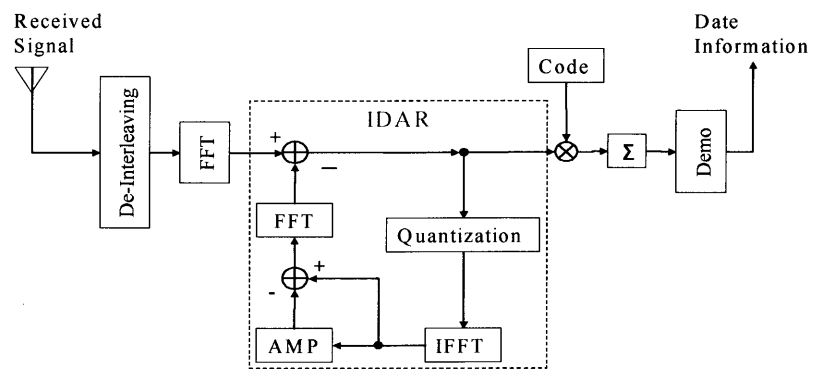 Received
Signal
De-Interleaving
FFT
IDAR
+
−
FFT
+
-
AMP
IFFT
Quantization
Code
Σ
Demo
Date
Information